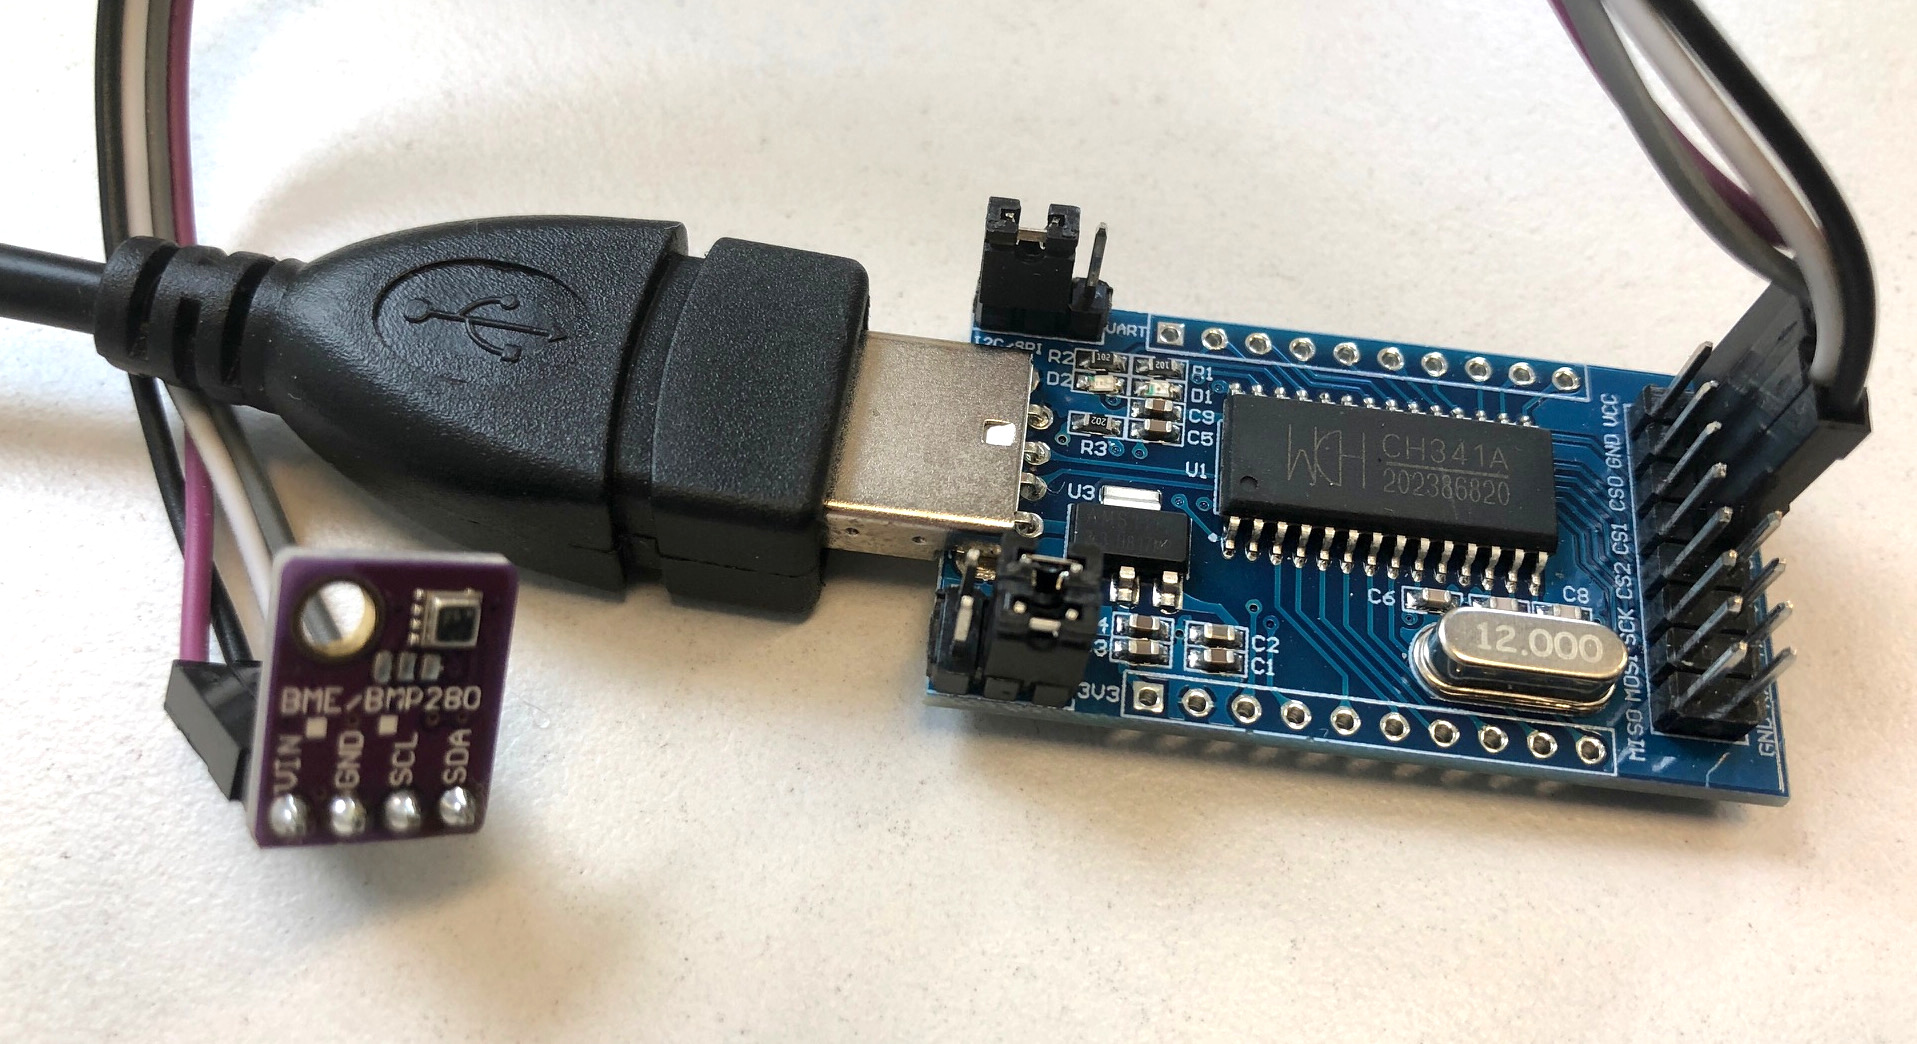 BME/BMP280
VIN
GND
SCL
SDA
UART
I2C/SPI
R2
102
201
R1
D2
D1
C9
202
C5
R3
U1
U3
WCH
CH341A
202386820
C6
C8
12.000
C2
C1
3V3
VCC
GND
CS0
CS1
CS2
SCK
MOSI
MISO
GND